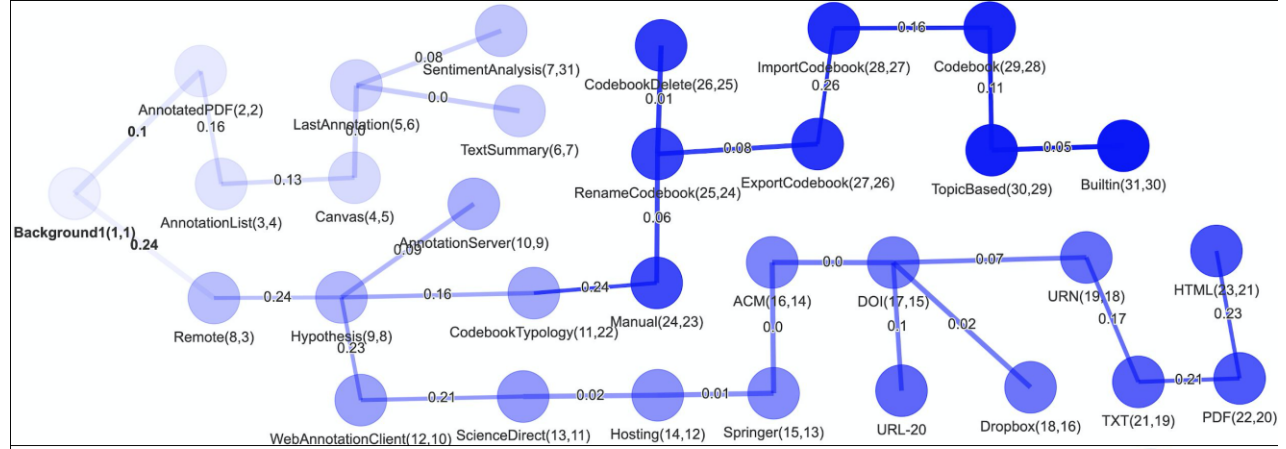 0.08
SentimentAnalysis(7,31)
AnnotatedPDF(2,2)
0.1
0.16
LastAnnotation(5,6)
0.0
0.0
TextSummary(6,7)
0.13
AnnotationList(3,4)
Canvas(4,5)
Background1(1,1)
0.24
CodebookDelete(26,25)
0.01
ImportCodebook(28,27)
0.16
Codebook(29,28)
0.26
0.11
0.08
0.05
RenameCodebook(25,24)
ExportCodebook(27,26)
TopicBased(30,29)
Builtin(31,30)
0.06
AnnotationServer(10,9)
0.09
0.24
0.16
0.24
Remote(8,3)
Hypothesis(9,8)
CodebookTypology(11,22)
Manual(24,23)
0.23
0.0
0.07
ACM(16,14)
DOI(17,15)
URN(19,18)
HTML(23,21)
0.0
0.1
0.02
0.17
0.23
0.21
0.02
0.01
0.21
WebAnnotationClient(12,10)
ScienceDirect(13,11)
Hosting(14,12)
Springer(15,13)
URL-20
Dropbox(18,16)
TXT(21,19)
PDF(22,20)